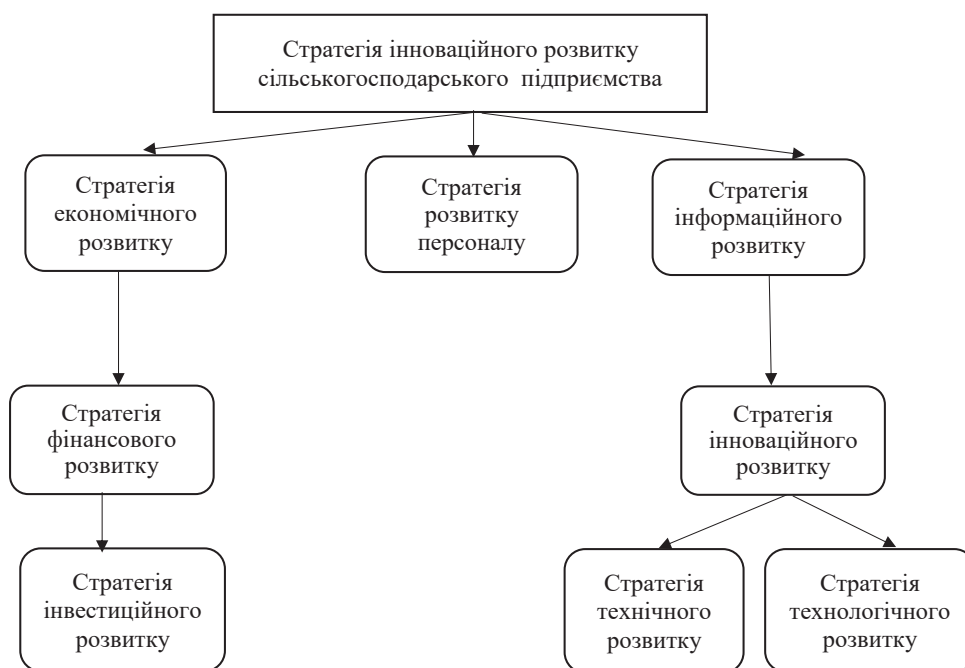 Стратегія інноваційного розвитку
сільськогосподарського підприємства
Стратегія
економічного
розвитку
Стратегія
розвитку
персоналу
Стратегія
інформаційного
розвитку
Стратегія
фінансового
розвитку
Стратегія
інноваційного
розвитку
Стратегія
інвестиційного
розвитку
Стратегія
технічного
розвитку
Стратегія
технологічного
розвитку